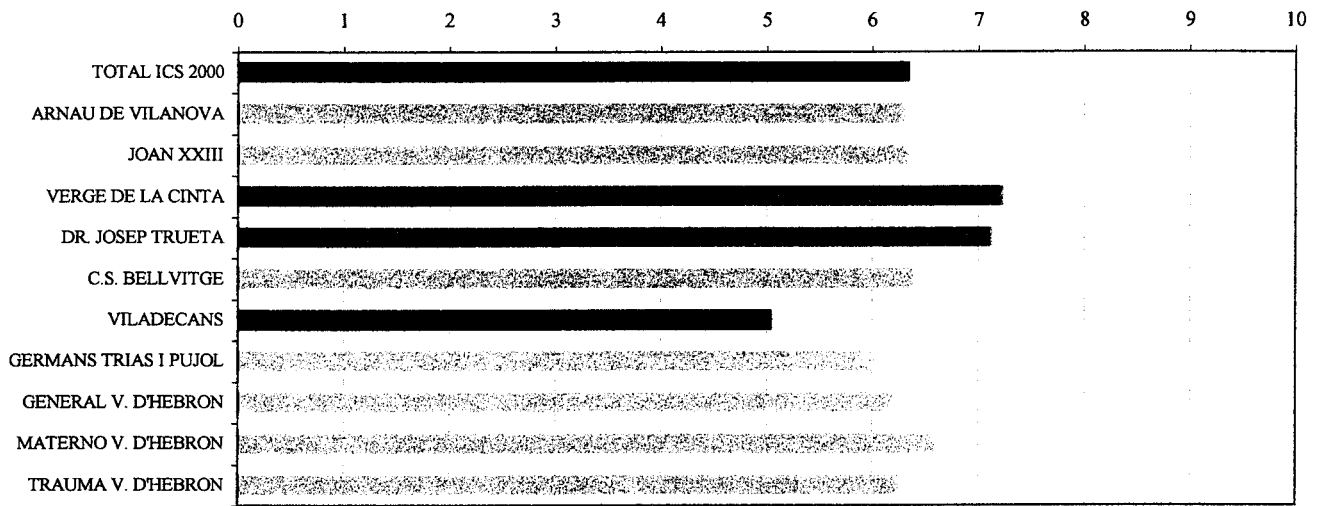 0 1 2 3 4 5 6 7 8 9 10
TOTAL ICS 2000
ARNAU DE VILANOVA
JOAN XXIII
VERGE DE LA CINTA
DR. JOSEP TRUETA
C.S. BELLVITGE
VILADECANS
GERMANS TRIAS I PUJOL
GENERAL V. D'HEBRON
MATERNO V. D'HEBRON
TRAUMA V. D'HEBRON